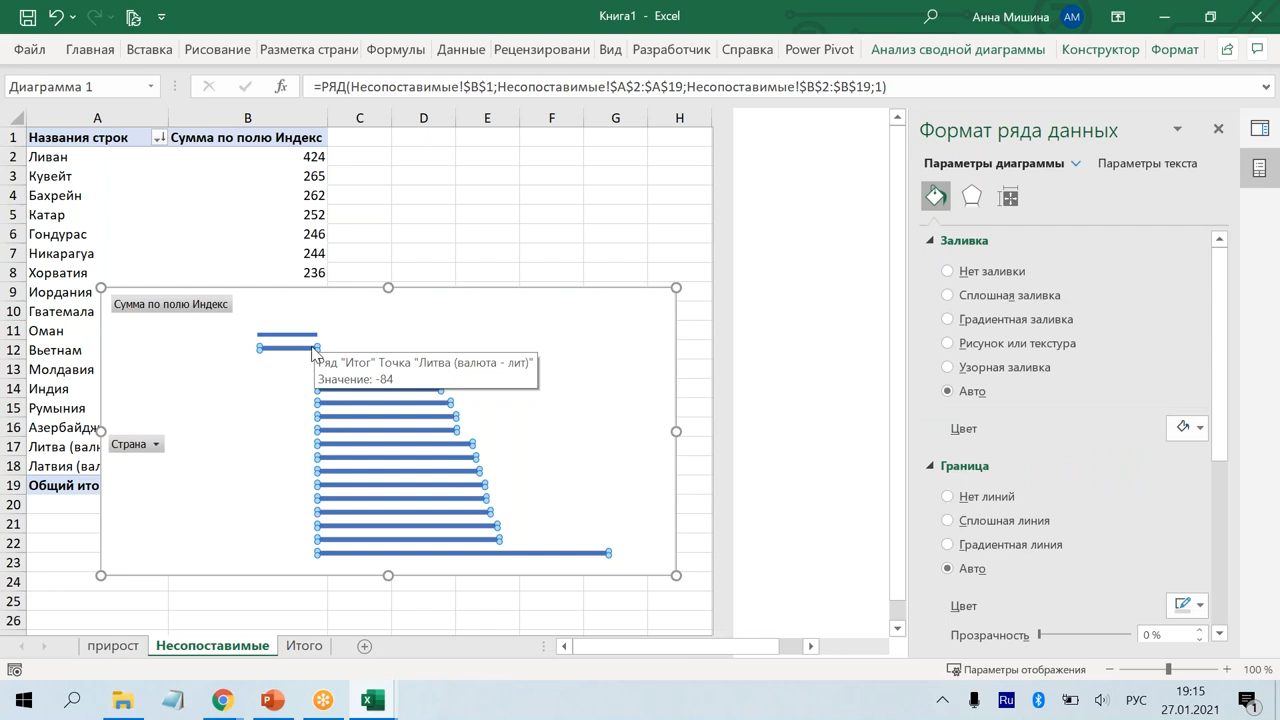 Книга1 - Excel
Анна Мишина
АМ
Файл Главная Вставка Рисование Разметка страни Формулы Данные Рецензировани Вид Разработчик Справка Power Pivot Анализ сводной диаграммы Конструктор Формат
Диаграмма 1
fx
=РЯД(Несопоставимые!$B$1;Несопоставимые!$A$2:$A$19;Несопоставимые!$B$2:$B$19;1)
A B C D E F G H
1 Названия строк Сумма по полю Индекс
2 Ливан 424
3 Кувейт 265
4 Бахрейн 262
5 Катар 252
6 Гондурас 246
7 Никарагуа 244
8 Хорватия 236
9 Иордания
10 Гватемала
11 Оман
12 Вьетнам
13 Молдавия
14 Индия
15 Румыния
16 Азербайдж
17 Литва (валю
18 Латвия (вал
19 Общий ито
20
21
22
23
24
25
26
Сумма по полю Индекс
Ряд "Итог" Точка "Литва (валюта - лит)"
Значение: -84
Страна
прирост Несопоставимые Итого
Формат ряда данных
Параметры диаграммы Параметры текста
Заливка
Нет заливки
Сплошная заливка
Градиентная заливка
Рисунок или текстура
Узорная заливка
Авто
Цвет
Граница
Нет линий
Сплошная линия
Градиентная линия
Авто
Цвет
Прозрачность 0 %
Параметры отображения 100 %
Ru
РУС
19:15
27.01.2021
1